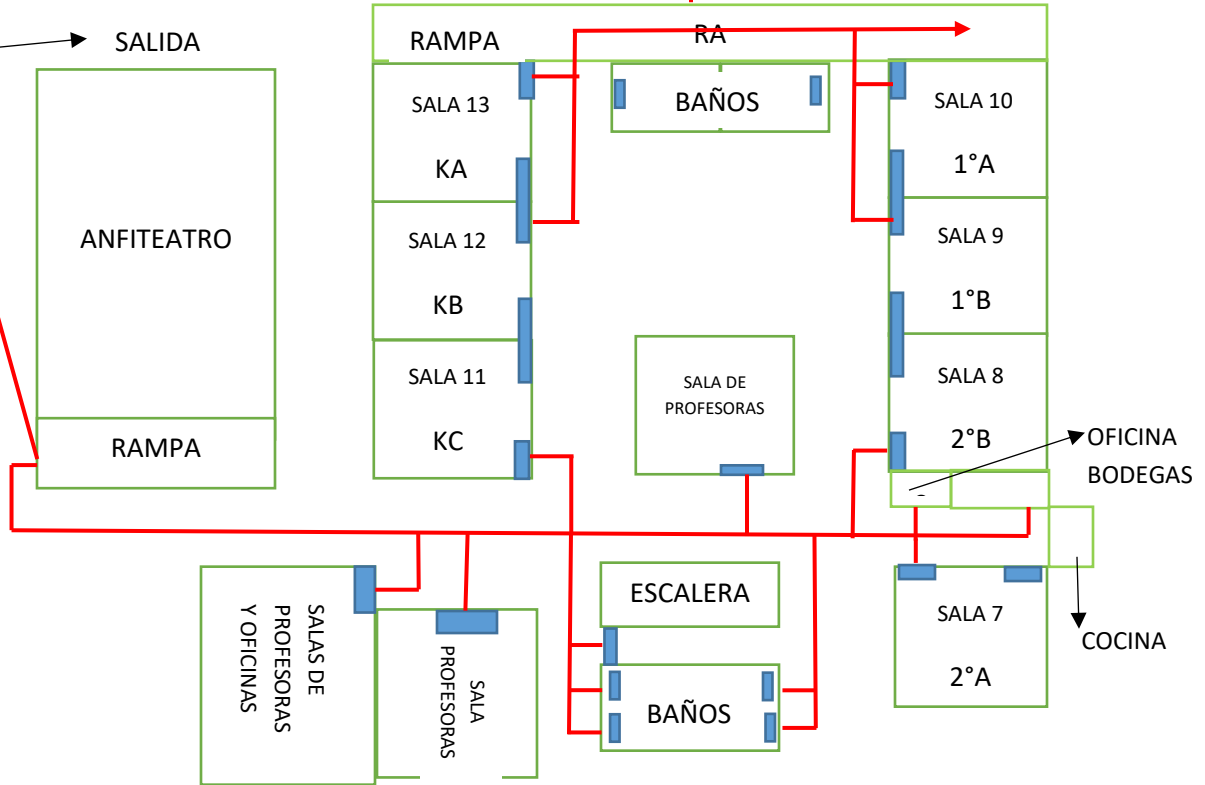 SALIDA
RAMPA
RA
SALA 13
KA
BAÑOS
SALA 10
1°A
ANFITEATRO
SALA 12
KB
SALA 9
1°B
SALA 11
KC
SALA DE
PROFESORAS
SALA 8
2°B
RAMPA
OFICINA
BODEGAS
SALAS DE
PROFESORAS
Y OFICINAS
SALA
PROFESORAS
ESCALERA
BAÑOS
SALA 7
2°A
COCINA